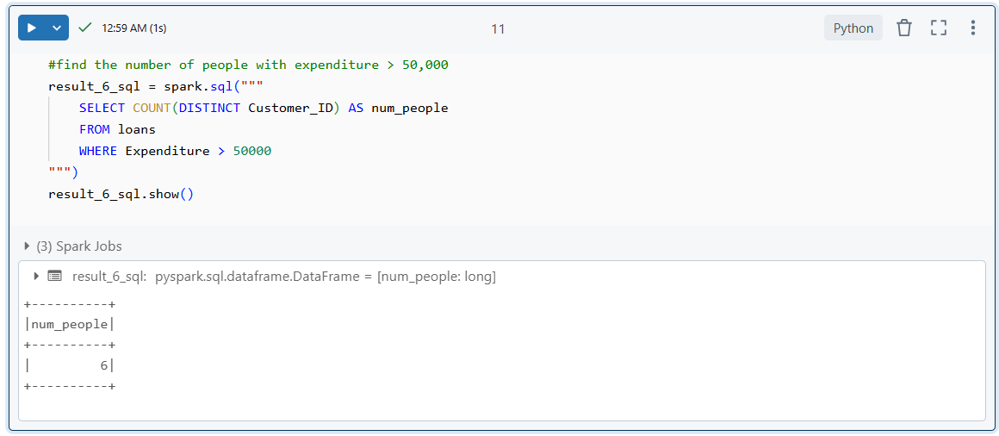 12:59 AM (1s)
11
Python
#find the number of people with expenditure > 50,000
result_6_sql = spark.sql("""
    SELECT COUNT(DISTINCT Customer_ID) AS num_people
    FROM loans
    WHERE Expenditure > 50000
""")
result_6_sql.show()
(3) Spark Jobs
result_6_sql: pyspark.sql.dataframe.DataFrame = [num_people: long]
+----------+
|num_people|
+----------+
|         6|
+----------+